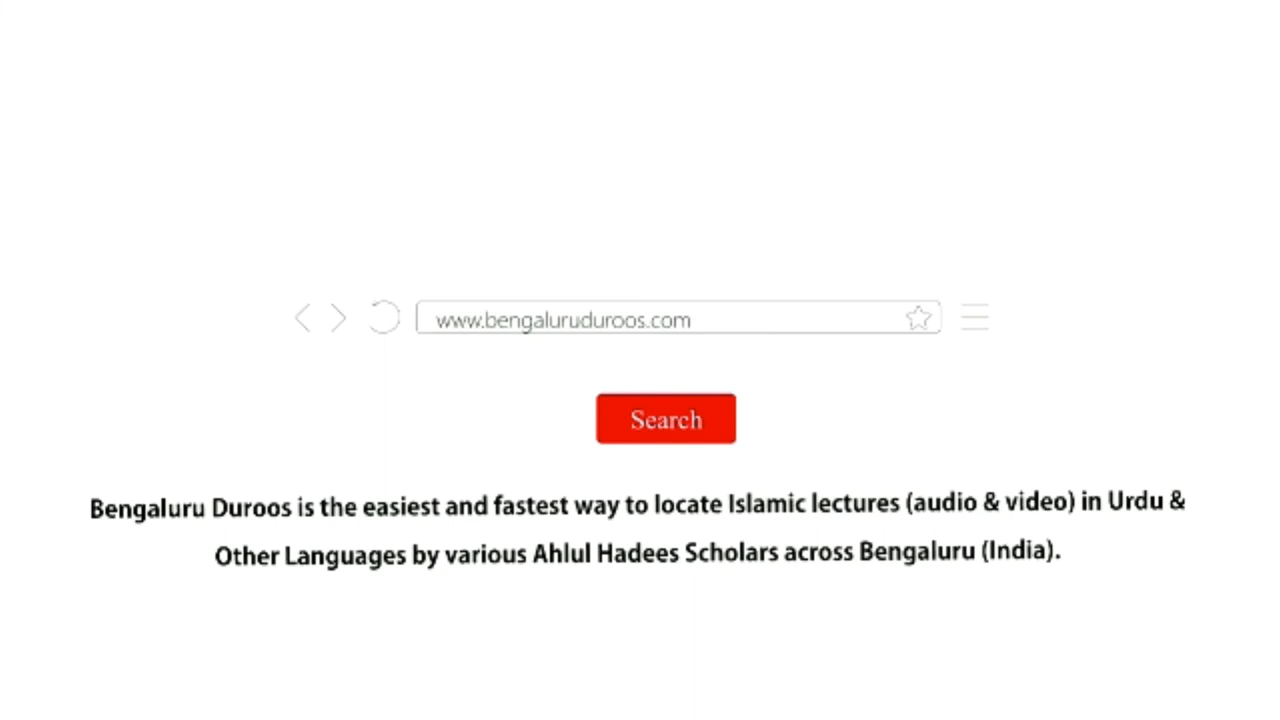 www.bengaluruduroos.com
Search
Bengaluru Duroos is the easiest and fastest way to locate Islamic lectures (audio & video) in Urdu &
Other Languages by various Ahlul Hadees Scholars across Bengaluru (India).